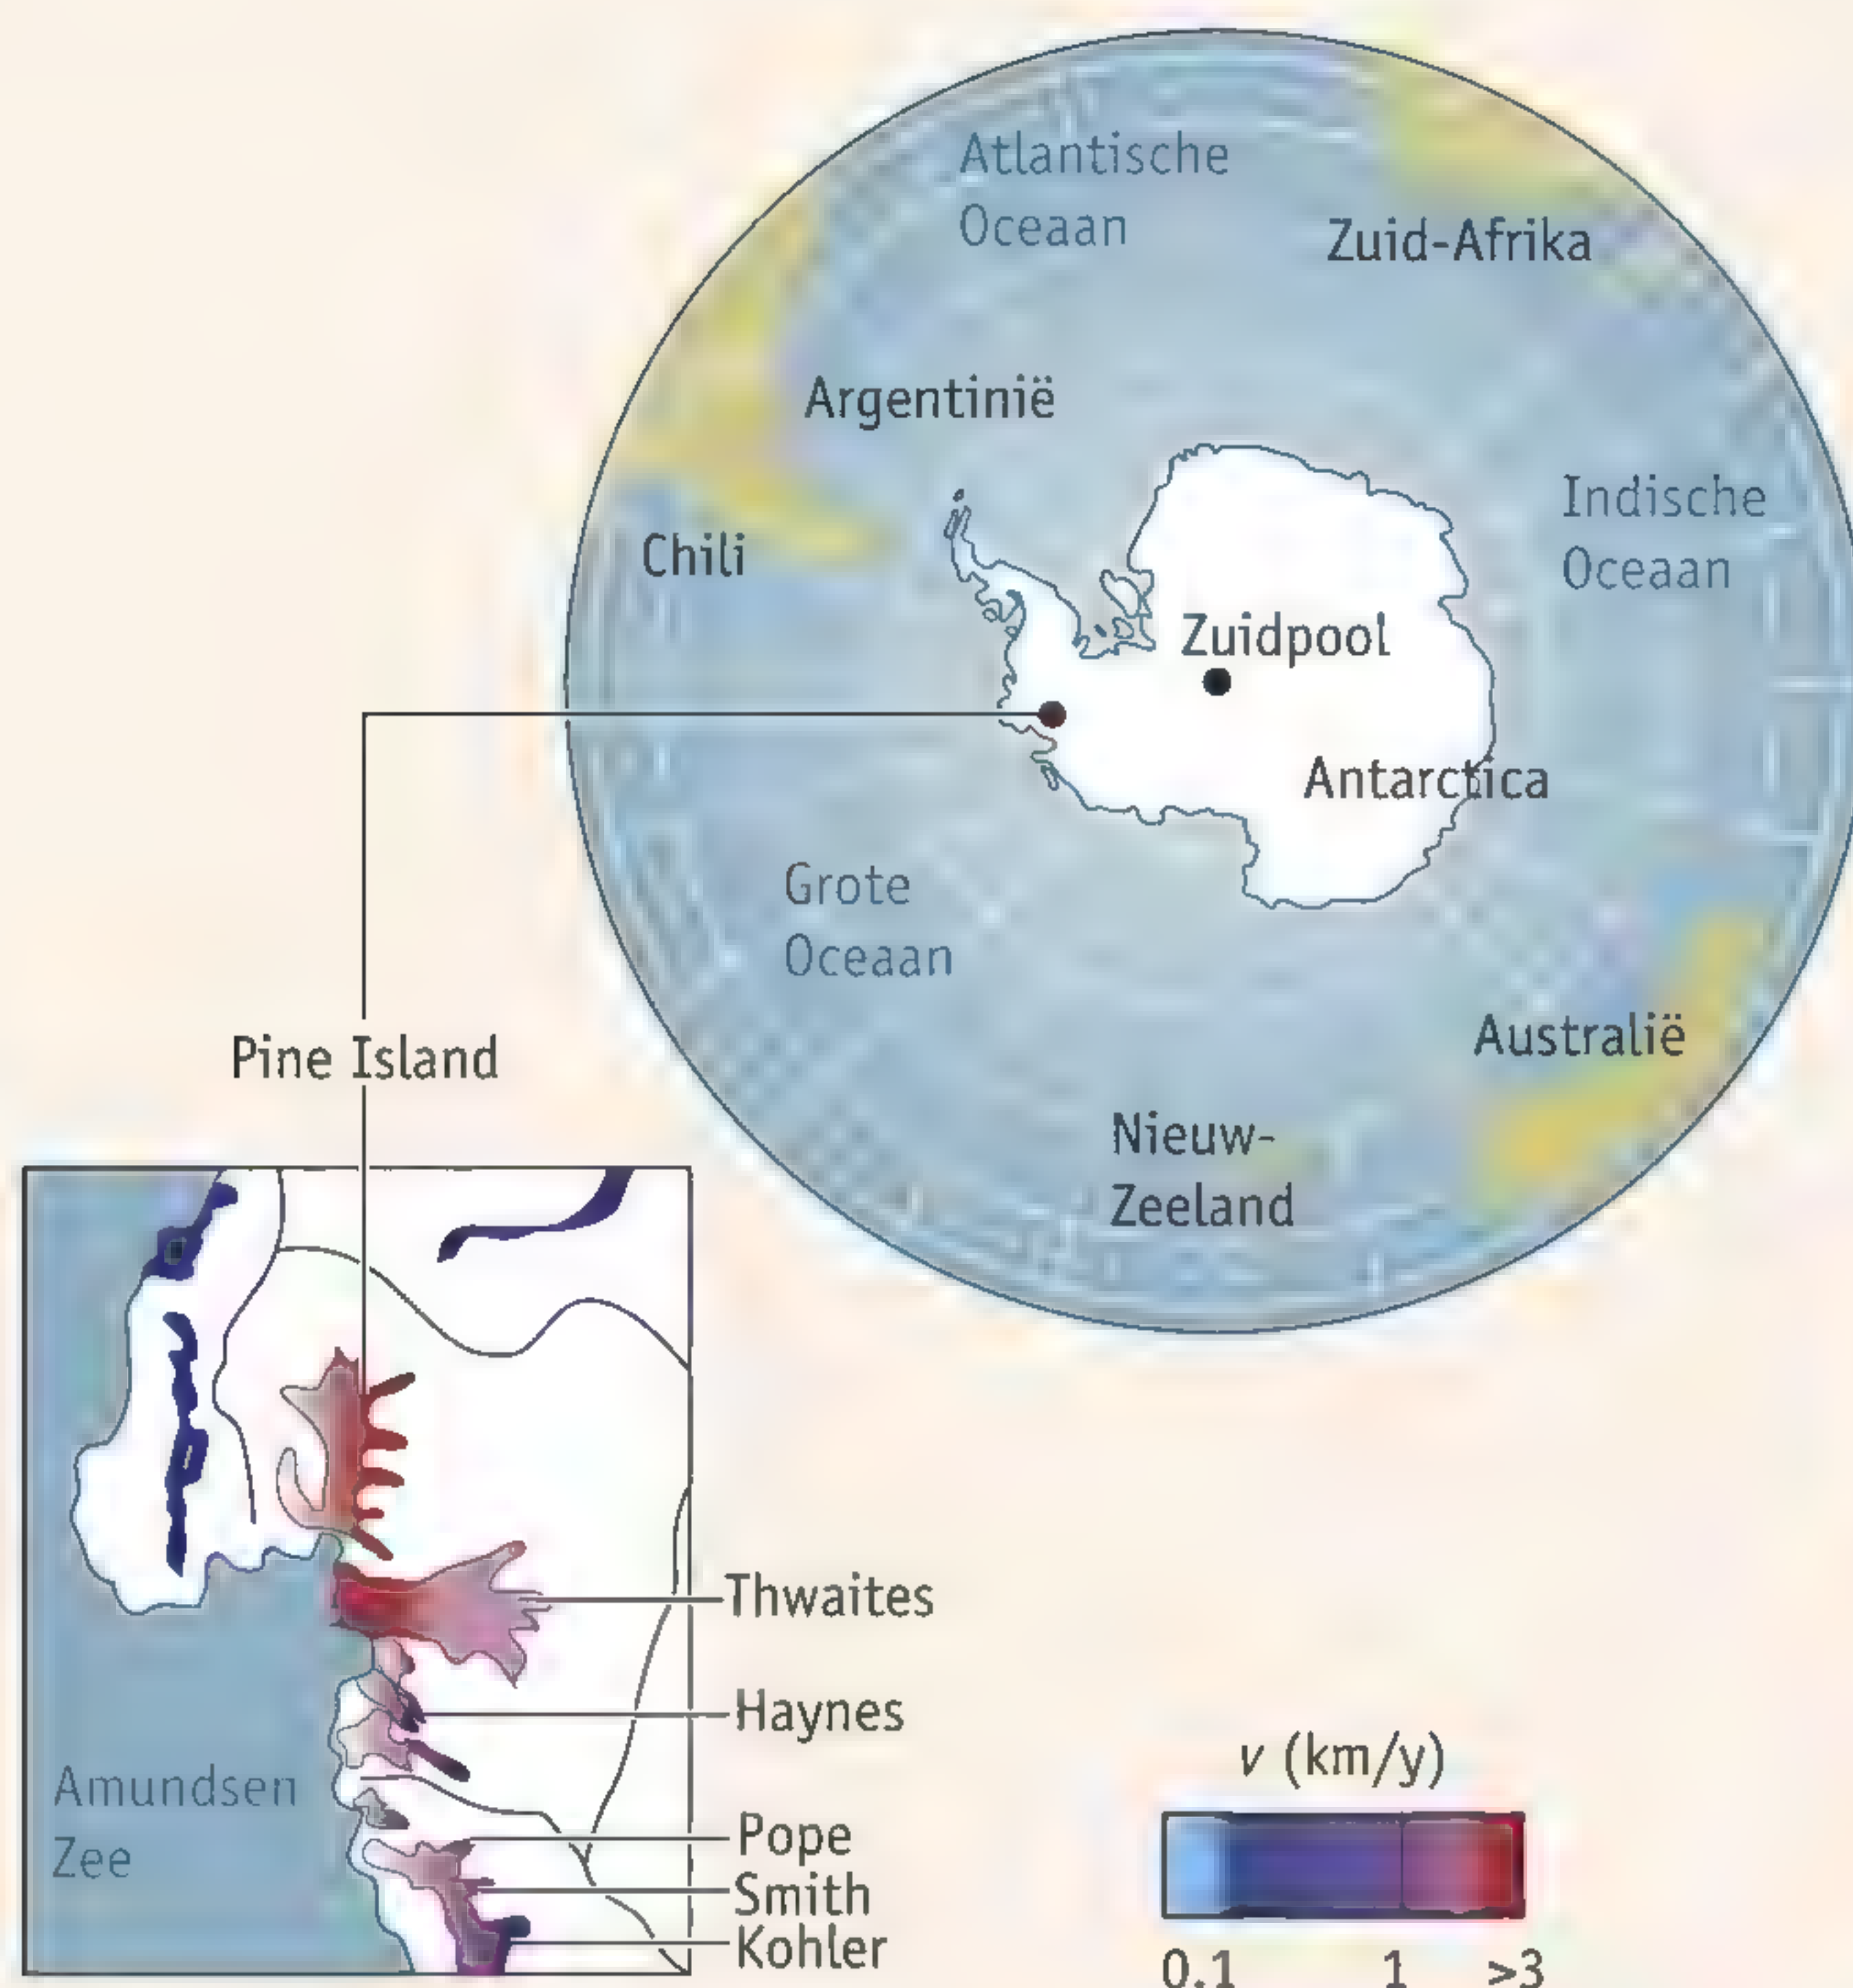 Atlantische
Oceaan
Zuid-Afrika
Argentinië
Indische
Oceaan
Chili
Zuidpool
Antarctica
Grote
Oceaan
Pine Island
Australië
Nieuw-
Zeeland
Thwaites
Haynes
Amundsen
Zee
Pope
Smith
Kohler
v (km/y)
0.1 1 >3